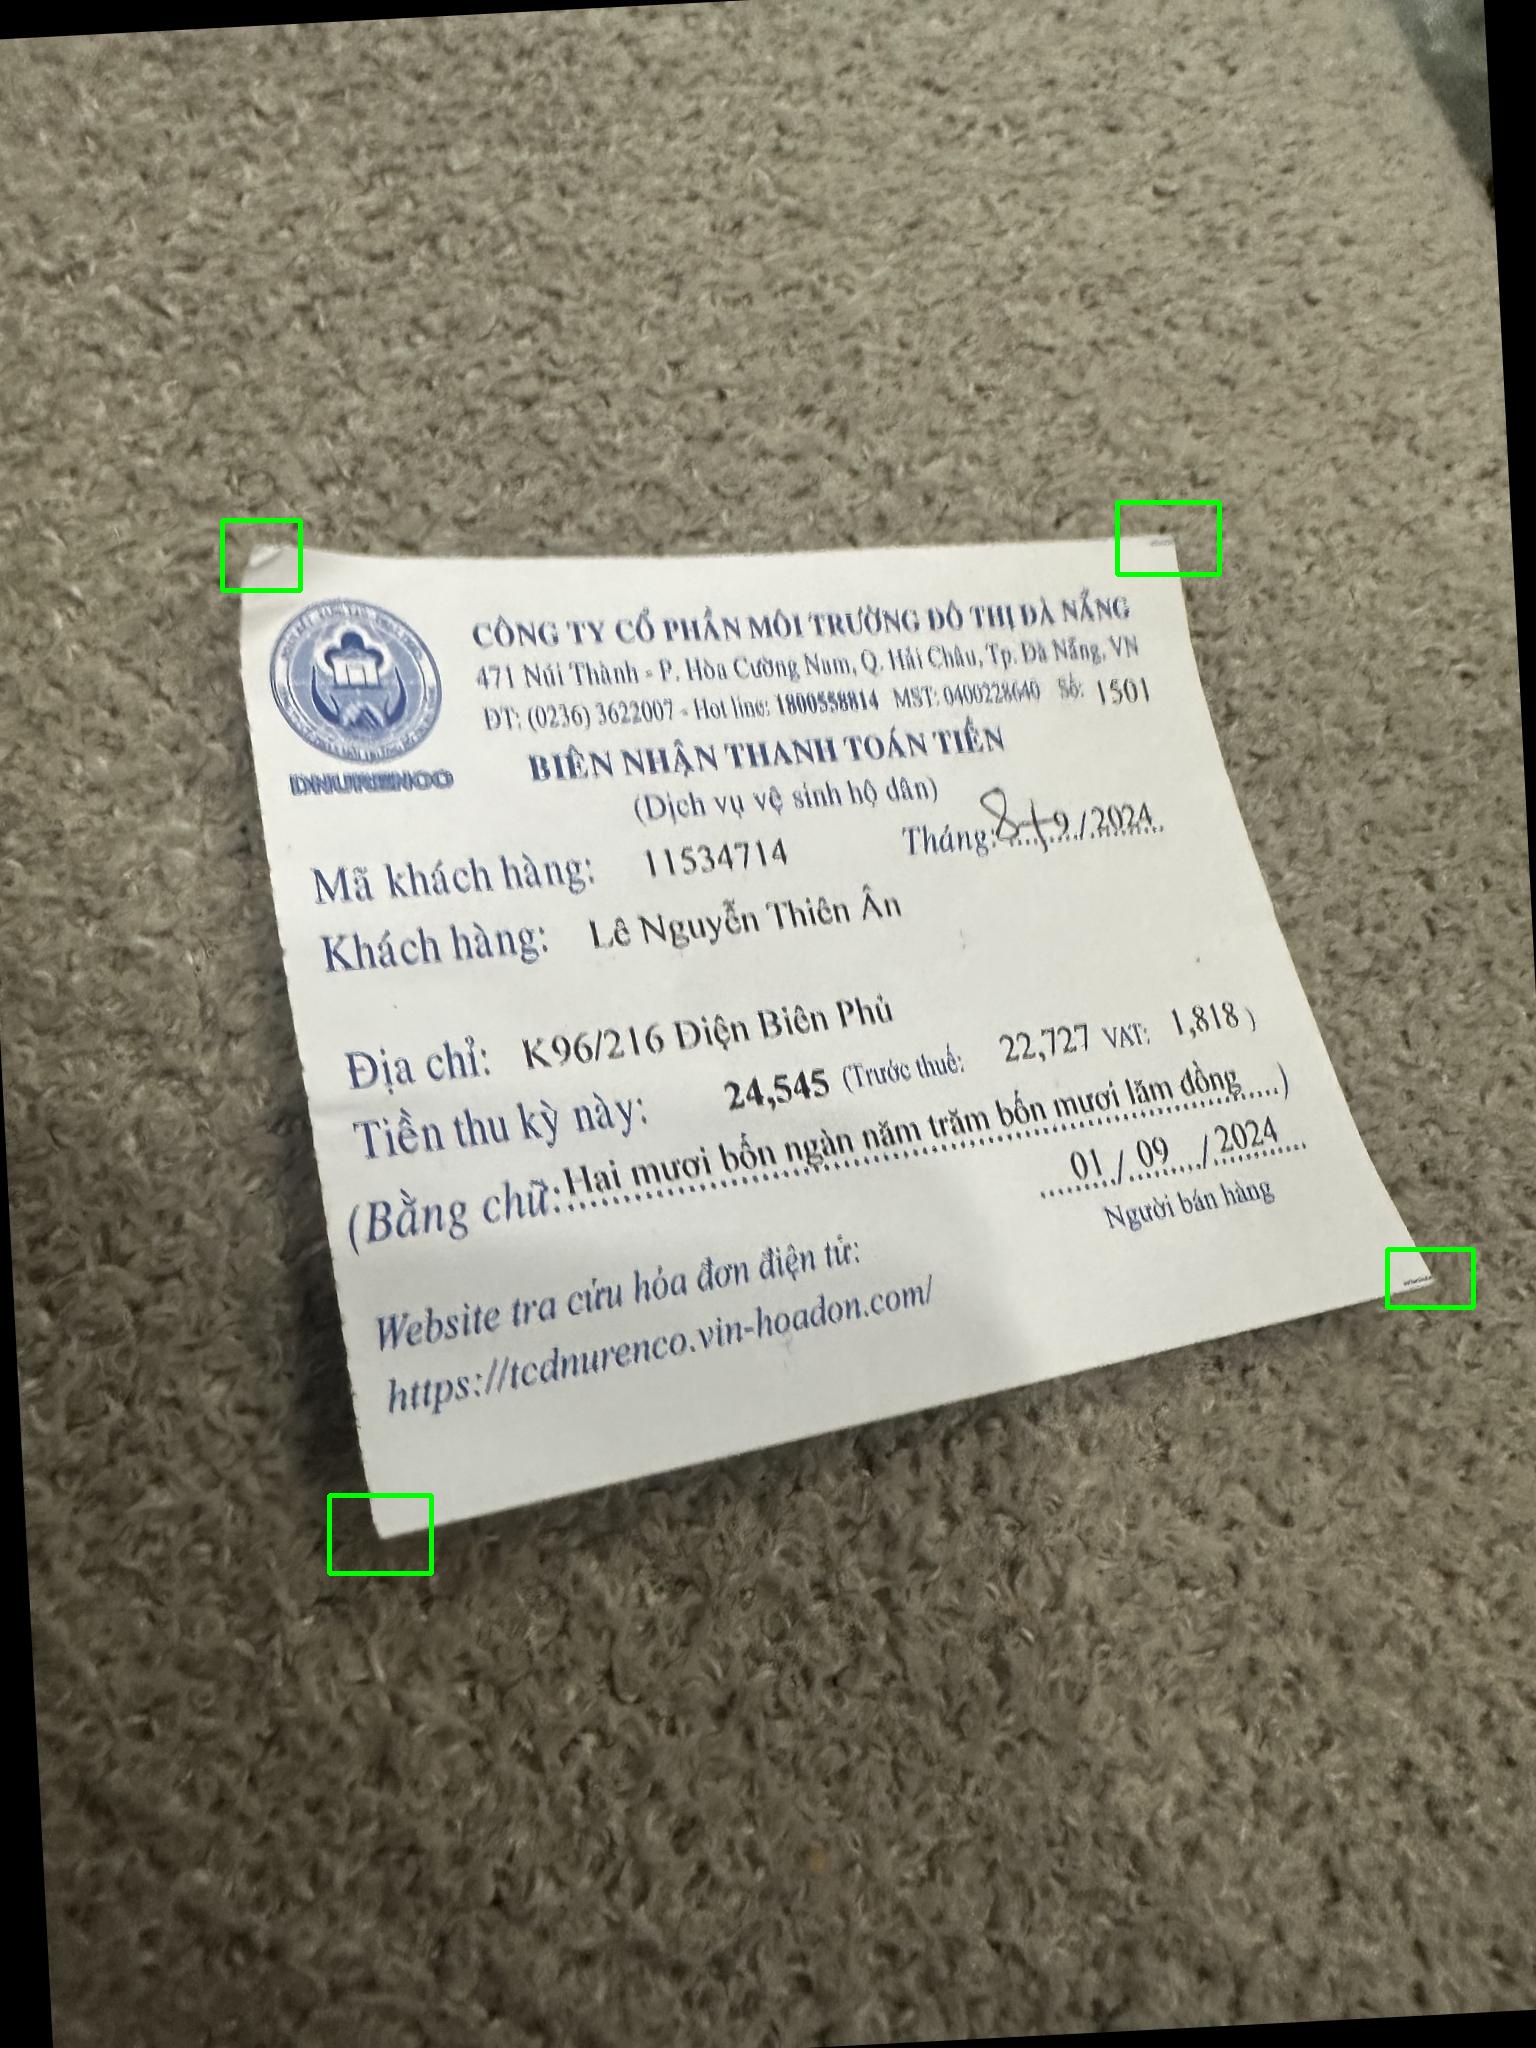 DNURENCO
CÔNG TY CỔ PHẦN MÔI TRƯỜNG ĐÔ THỊ ĐÀ NẴNG
471 Núi Thành - P. Hòa Cường Nam, Q. Hải Châu, Tp. Đà Nẵng, VN
ĐT: (0236) 3622007 - Hot line: 1800558814 MST: 0400228640 Số: 1501
BIÊN NHẬN THANH TOÁN TIỀN
(Dịch vụ vệ sinh hộ dân)
Tháng: 8+9/2024
Mã khách hàng: 11534714
Khách hàng: Lê Nguyễn Thiên Ân
Địa chỉ: K96/216 Điện Biên Phủ
Tiền thu kỳ này: 24,545 (Trước thuế: 22,727 VAT: 1,818 )
(Bằng chữ: Hai mươi bốn ngàn năm trăm bốn mươi lăm đồng.....)
01/ 09 ..../ 2024
Người bán hàng
Website tra cứu hóa đơn điện tử:
https://tcdnurenco.vin-hoadon.com/